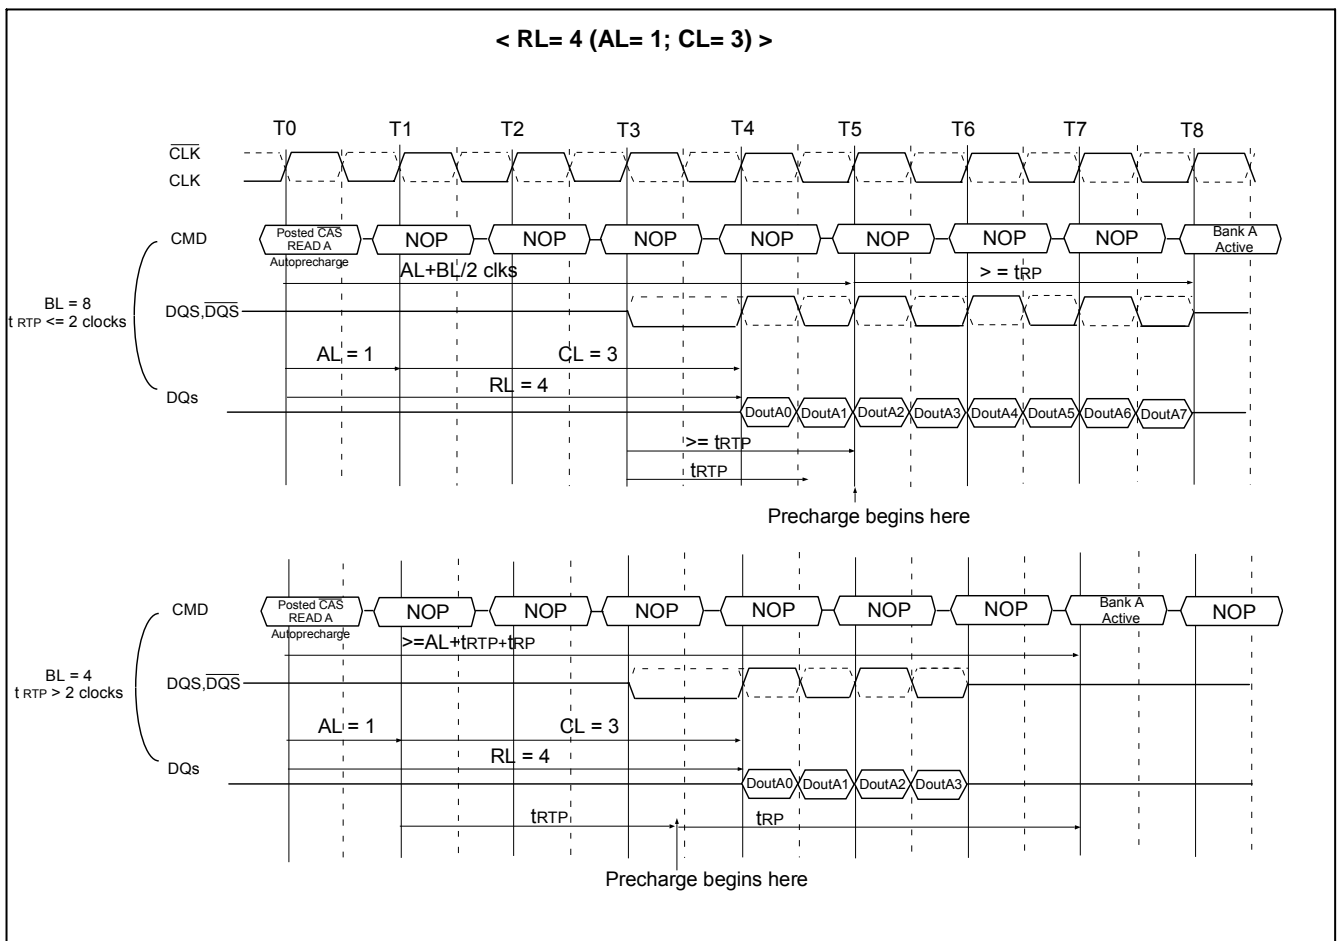 < RL= 4 (AL= 1; CL= 3) >
T0 T1 T2 T3 T4 T5 T6 T7 T8
CLK
CLK
CMD
Posted CAS
READ A
Autoprecharge
NOP NOP NOP NOP NOP NOP NOP
Bank A
Active
AL+BL/2 clks
> = tRP
BL = 8
t RTP <= 2 clocks
DQS,DQS
AL = 1
CL = 3
RL = 4
DQs
DoutA0 DoutA1 DoutA2 DoutA3 DoutA4 DoutA5 DoutA6 DoutA7
>= tRTP
tRTP
Precharge begins here
CMD
Posted CAS
READ A
Autoprecharge
NOP NOP NOP NOP NOP NOP
Bank A
Active
NOP
>=AL+tRTP+tRP
BL = 4
t RTP > 2 clocks
DQS,DQS
AL = 1
CL = 3
RL = 4
DQs
DoutA0 DoutA1 DoutA2 DoutA3
tRTP
tRP
Precharge begins here